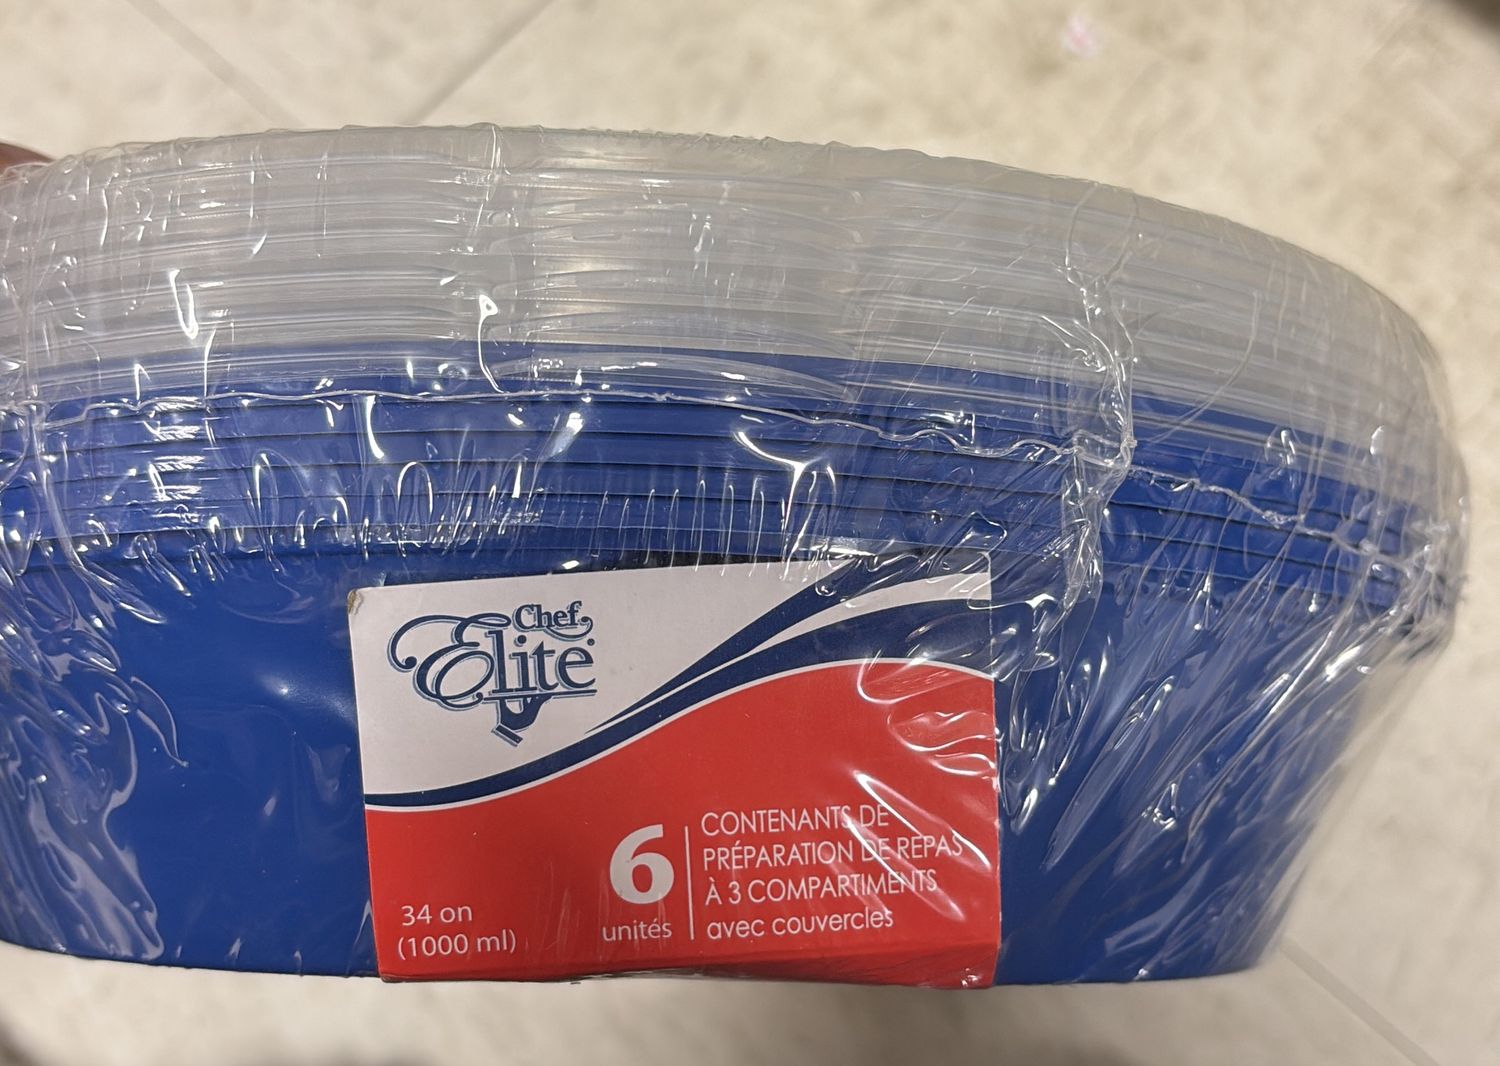 Chef
Elite
34 on
(1000 ml)
6
unités
CONTENANTS DE
PRÉPARATION DE REPAS
À 3 COMPARTIMENTS
avec couvercles